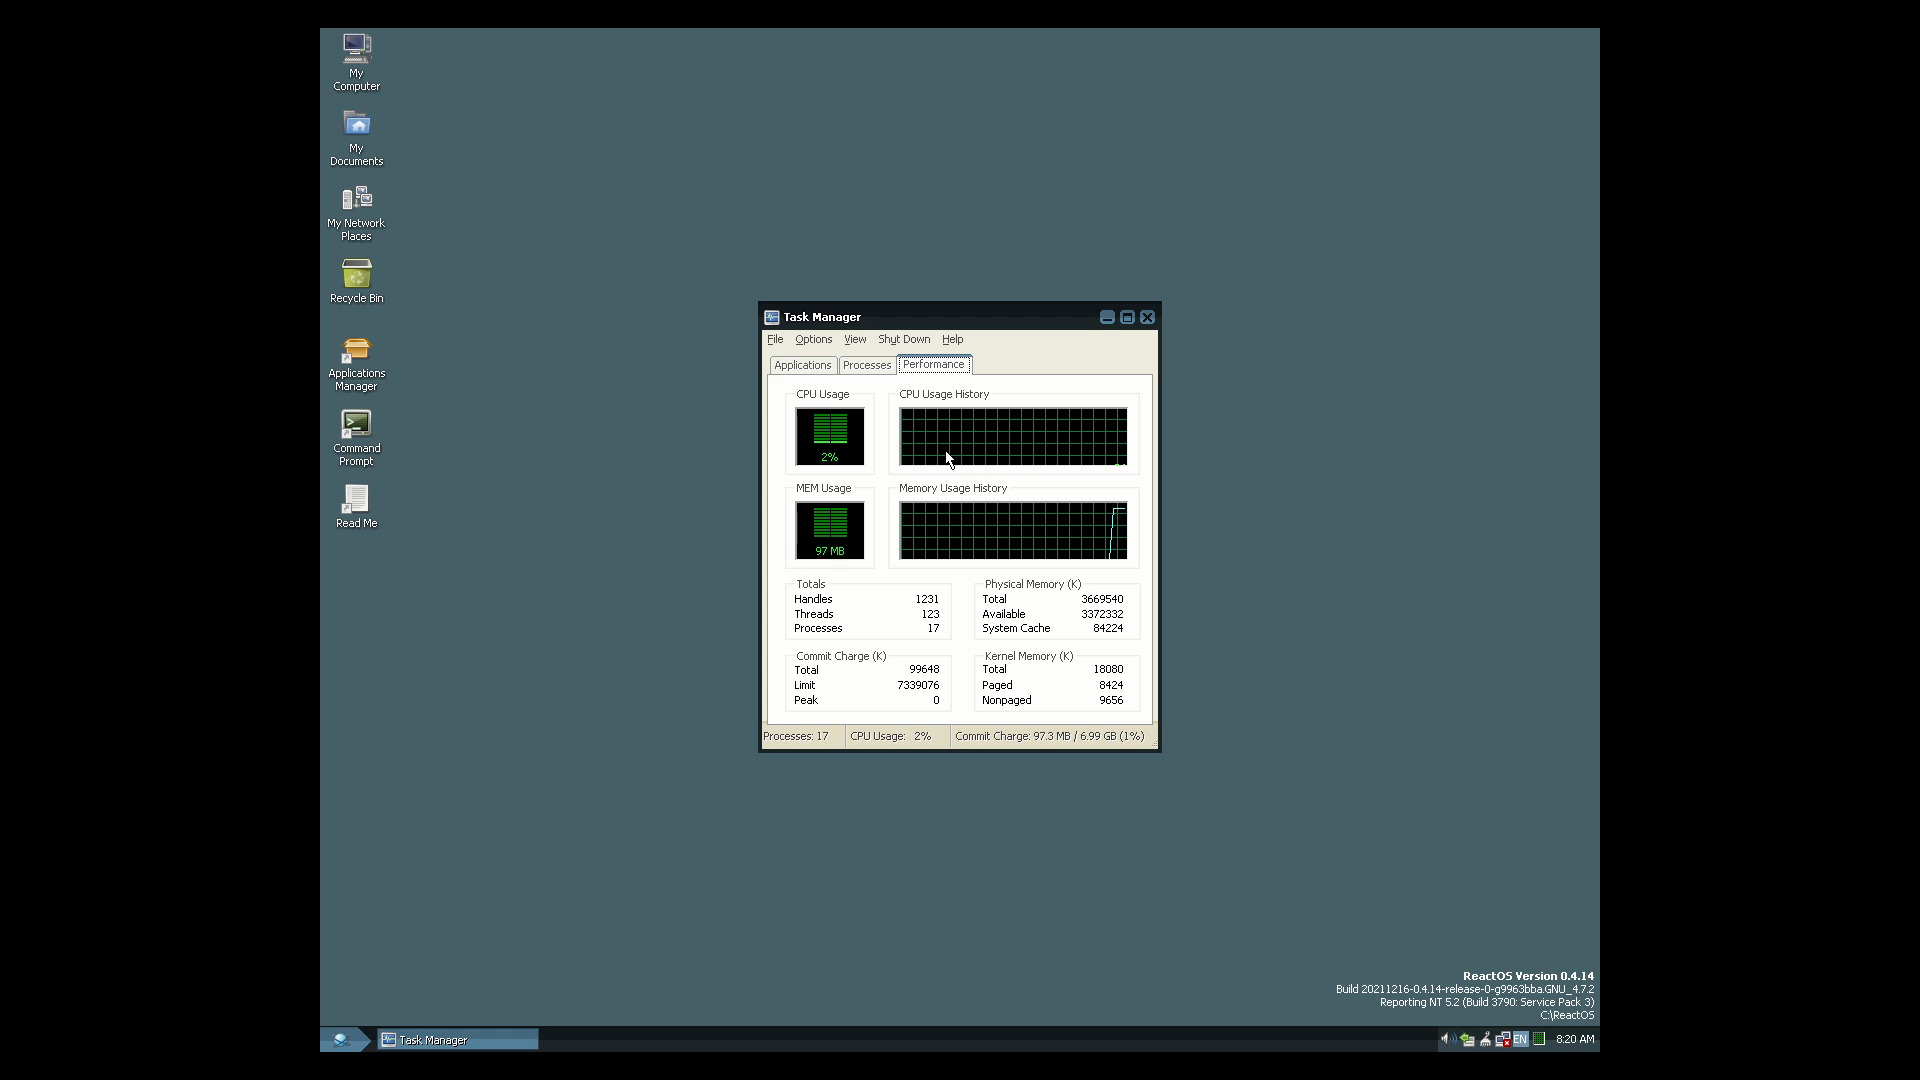 My
Computer
My
Documents
My Network
Places
Recycle Bin
Applications
Manager
Command
Prompt
Read Me
Task Manager
File Options View Shut Down Help
Applications Processes Performance
CPU Usage CPU Usage History
2%
MEM Usage Memory Usage History
97 MB
Totals Physical Memory (K)
Handles 1231 Total 3669540
Threads 123 Available 3372332
Processes 17 System Cache 84224
Commit Charge (K) Kernel Memory (K)
Total 99648 Total 18080
Limit 7339076 Paged 8424
Peak 0 Nonpaged 9656
Processes: 17 CPU Usage: 2% Commit Charge: 97.3 MB / 6.99 GB (1%)
ReactOS Version 0.4.14
Build 20211216-0.4.14-release-0-g9963bba.GNU_4.7.2
Reporting NT 5.2 (Build 3790: Service Pack 3)
C:\ReactOS
Task Manager EN 8:20 AM